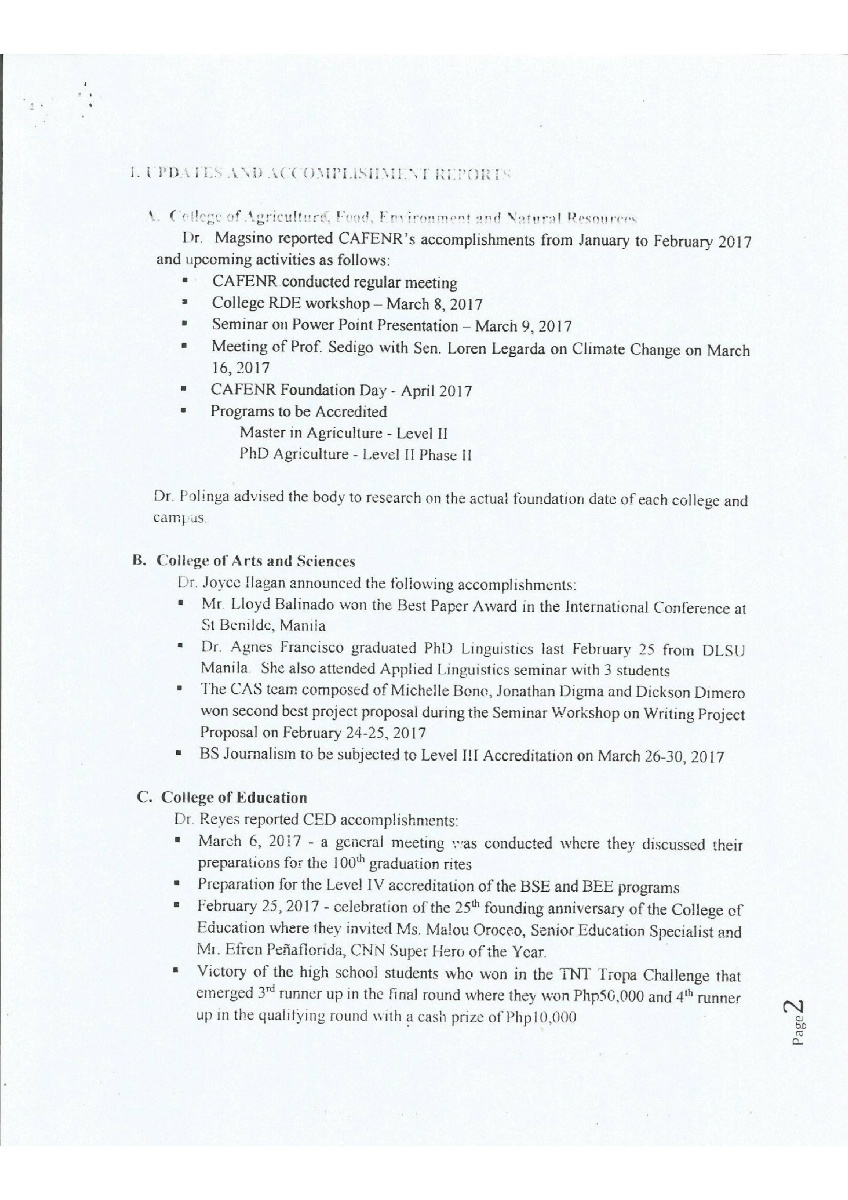 I. UPDATES AND ACCOMPLISHMENT REPORTS
A. College of Agriculture, Food, Environment and Natural Resources
Dr. Magsino reported CAFENR's accomplishments from January to February 2017
and upcoming activities as follows:
▪ CAFENR conducted regular meeting
▪ College RDE workshop – March 8, 2017
▪ Seminar on Power Point Presentation – March 9, 2017
▪ Meeting of Prof. Sedigo with Sen. Loren Legarda on Climate Change on March
16, 2017
▪ CAFENR Foundation Day - April 2017
▪ Programs to be Accredited
Master in Agriculture - Level II
PhD Agriculture - Level II Phase II
Dr. Polinga advised the body to research on the actual foundation date of each college and
campus.
B. College of Arts and Sciences
Dr. Joyce Ilagan announced the following accomplishments:
▪ Mr. Lloyd Balinado won the Best Paper Award in the International Conference at
St Benilde, Manila
▪ Dr. Agnes Francisco graduated PhD Linguistics last February 25 from DLSU
Manila. She also attended Applied Linguistics seminar with 3 students
▪ The CAS team composed of Michelle Bono, Jonathan Digma and Dickson Dimero
won second best project proposal during the Seminar Workshop on Writing Project
Proposal on February 24-25, 2017
▪ BS Journalism to be subjected to Level III Accreditation on March 26-30, 2017
C. College of Education
Dr. Reyes reported CED accomplishments:
▪ March 6, 2017 - a general meeting was conducted where they discussed their
preparations for the 100th graduation rites
▪ Preparation for the Level IV accreditation of the BSE and BEE programs
▪ February 25, 2017 - celebration of the 25th founding anniversary of the College of
Education where they invited Ms. Malou Oroceo, Senior Education Specialist and
Mr. Efren Peñaflorida, CNN Super Hero of the Year.
▪ Victory of the high school students who won in the TNT Tropa Challenge that
emerged 3rd runner up in the final round where they won Php50,000 and 4th runner
up in the qualifying round with a cash prize of Php10,000
Page 2